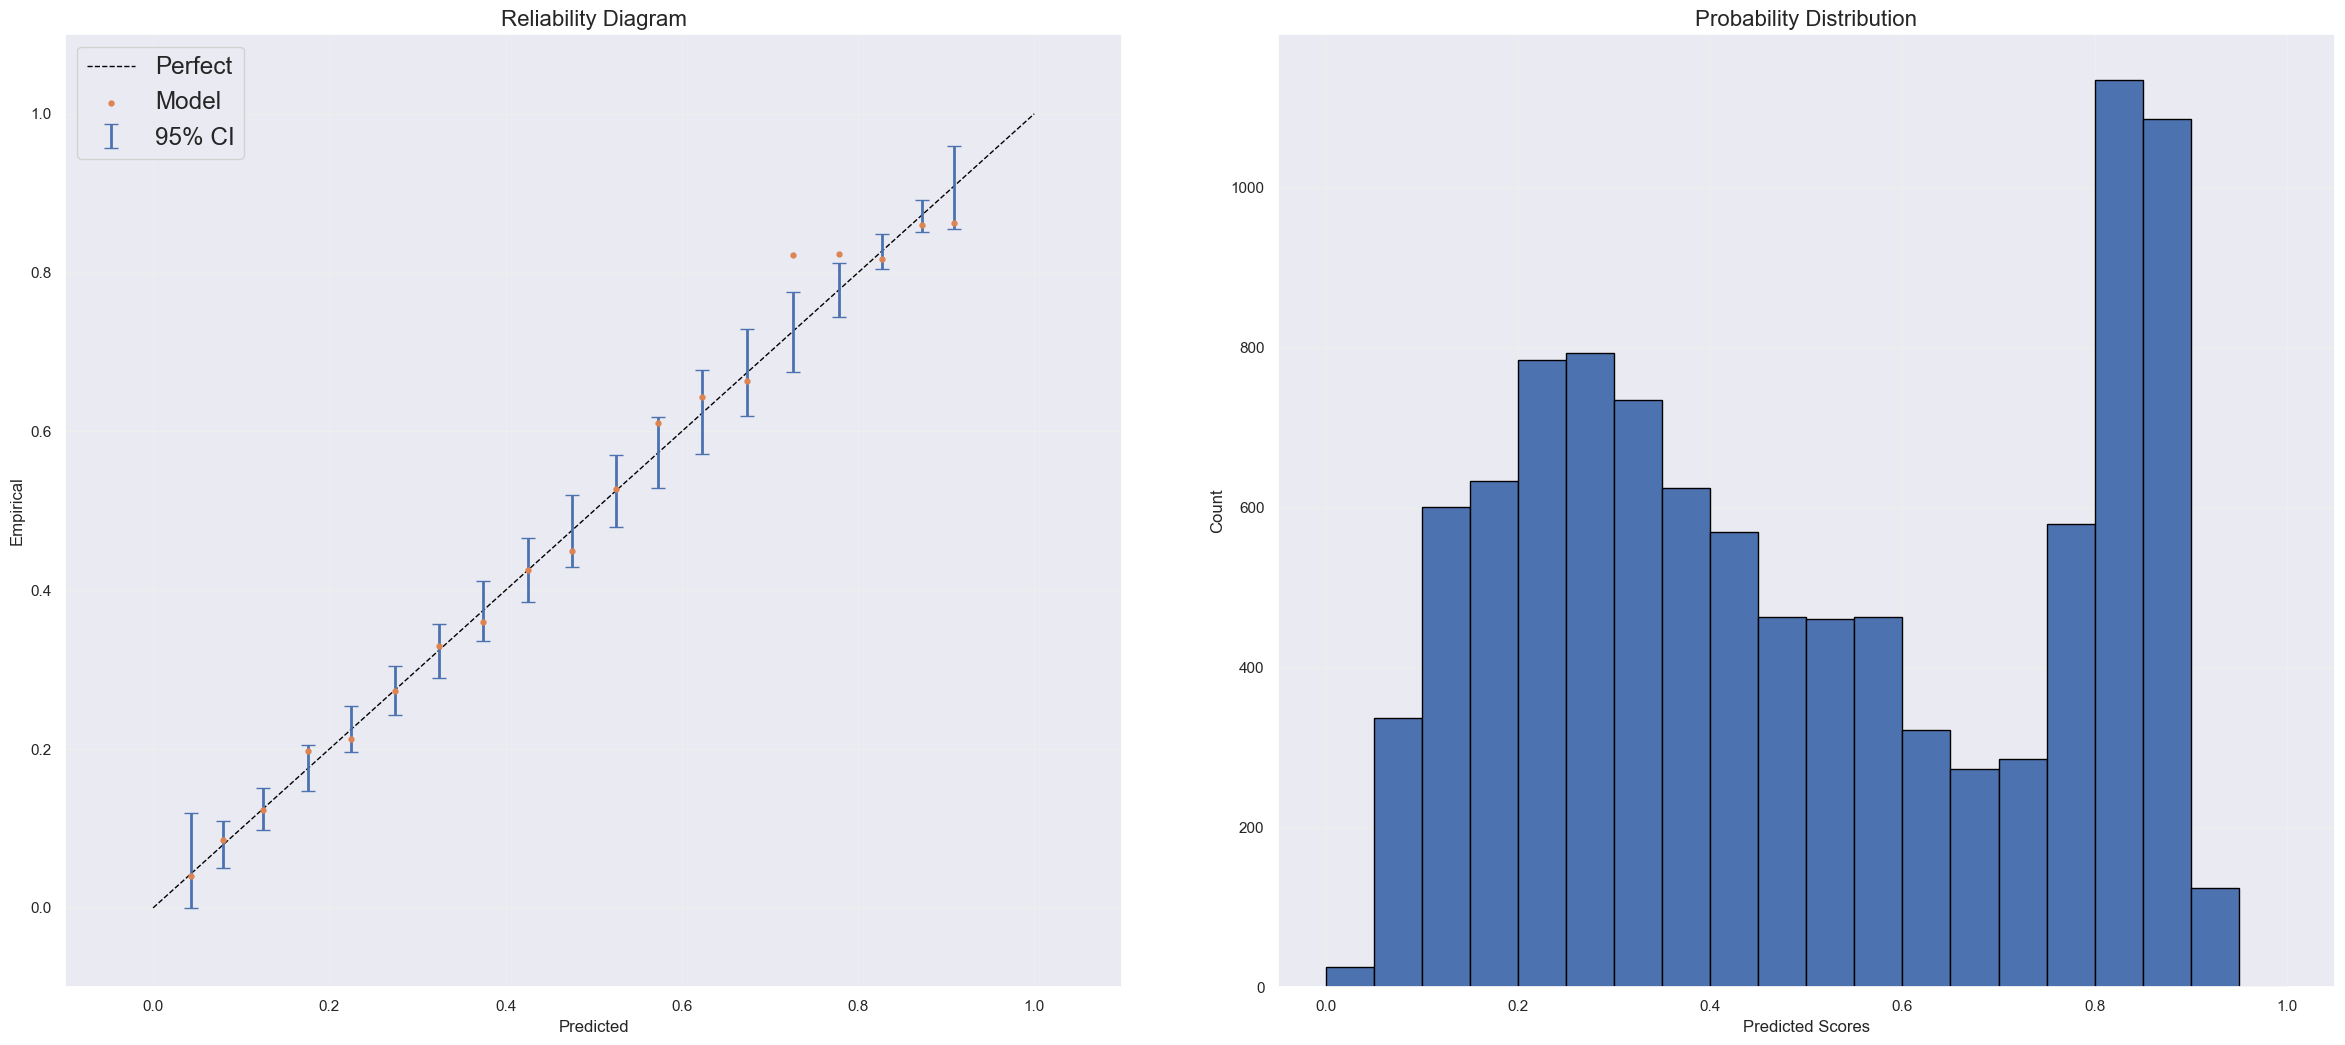 Reliability Diagram
Perfect
Model
95% CI
1.0
0.8
0.6
0.4
0.2
0.0
Empirical
0.0 0.2 0.4 0.6 0.8 1.0
Predicted
Probability Distribution
1000
800
600
400
200
0
Count
0.0 0.2 0.4 0.6 0.8 1.0
Predicted Scores